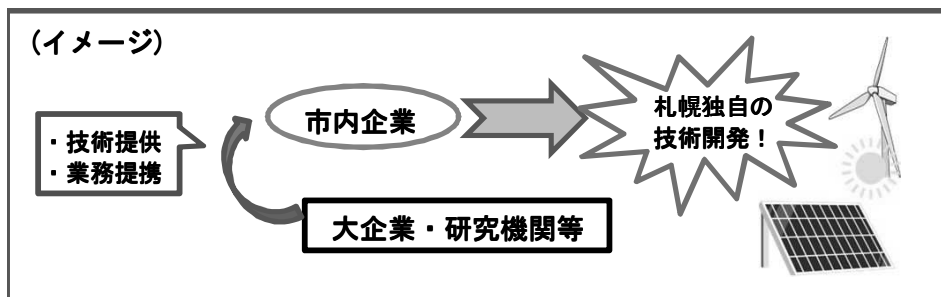 (イメージ)
市内企業
札幌独自の
技術開発!
・技術提供
・業務提携
大企業・研究機関等